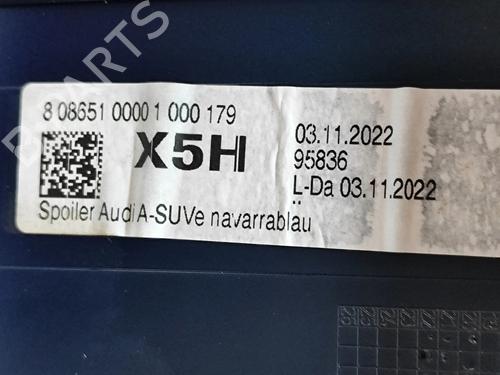 8 08651 0000 1 000 179
X5H
03.11.2022
95836
L-Da 03.11.2022
Spoiler Audi A-SUVe navarrablau